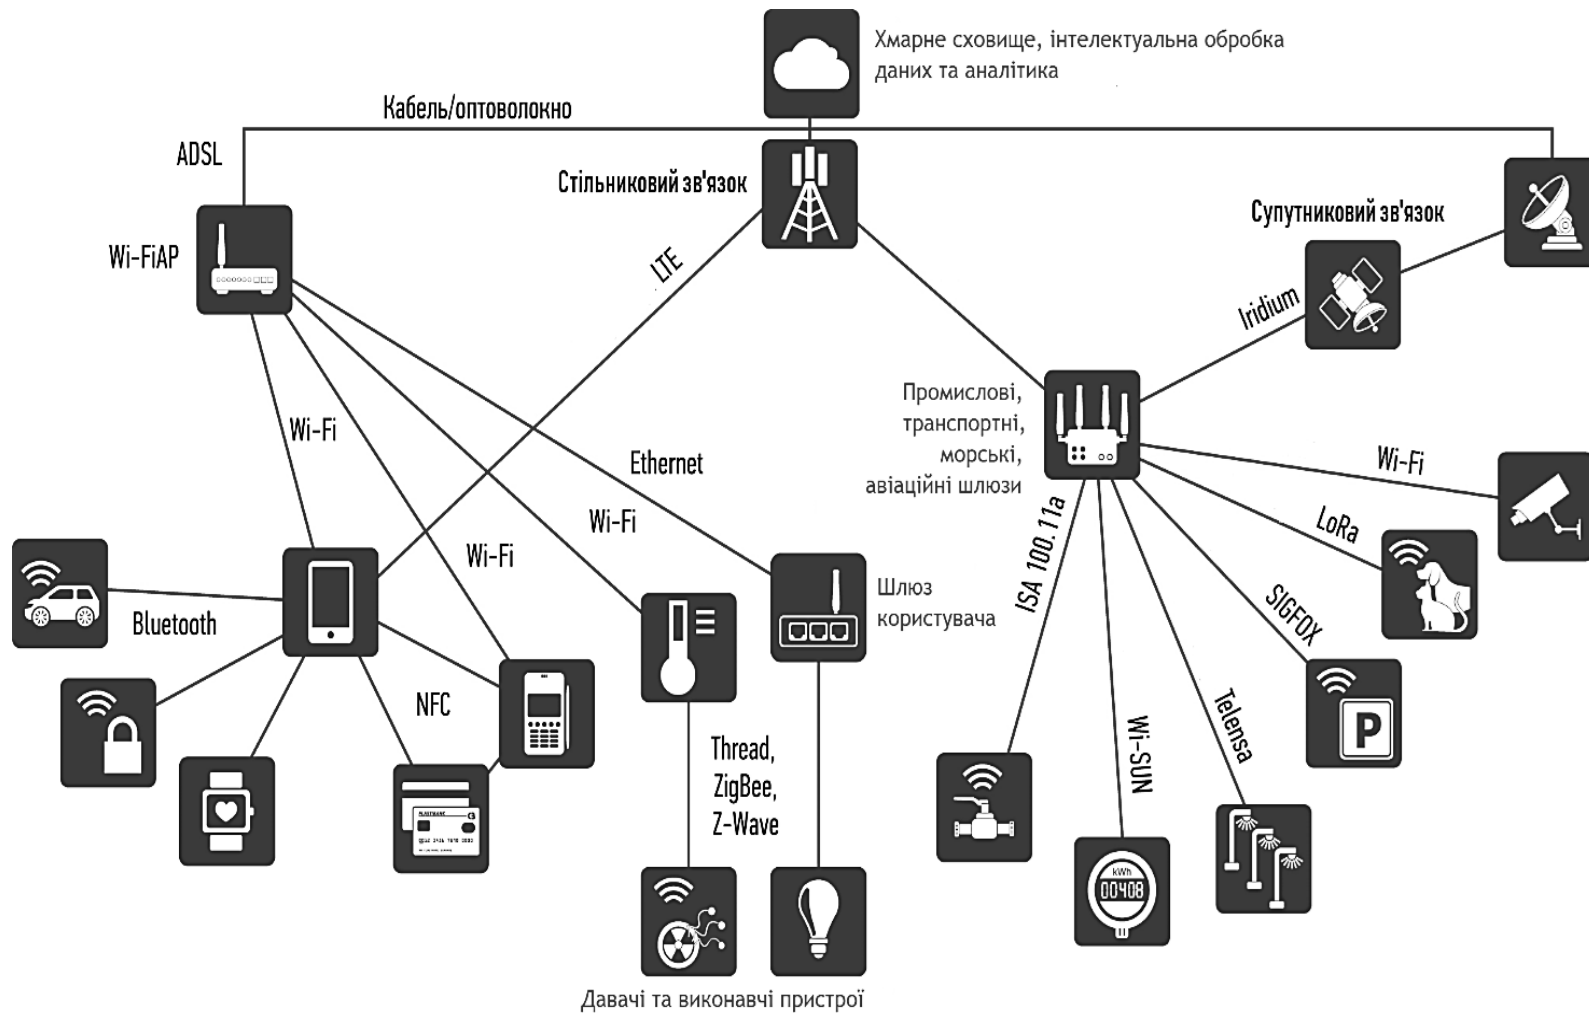 Хмарне сховище, інтелектуальна обробка
даних та аналітика
Кабель/оптоволокно
ADSL
Стільниковий зв'язок
Супутниковий зв'язок
Wi-FiAP
LTE
Iridium
Промислові,
транспортні,
морські,
авіаційні шлюзи
Wi-Fi
Ethernet
Wi-Fi
Wi-Fi
Wi-Fi
LoRa
ISA 100.11a
SIGFOX
Шлюз
користувача
Bluetooth
NFC
Telensa
Wi-SUN
P
Thread,
ZigBee,
Z-Wave
kWh
00408
Давачі та виконавчі пристрої